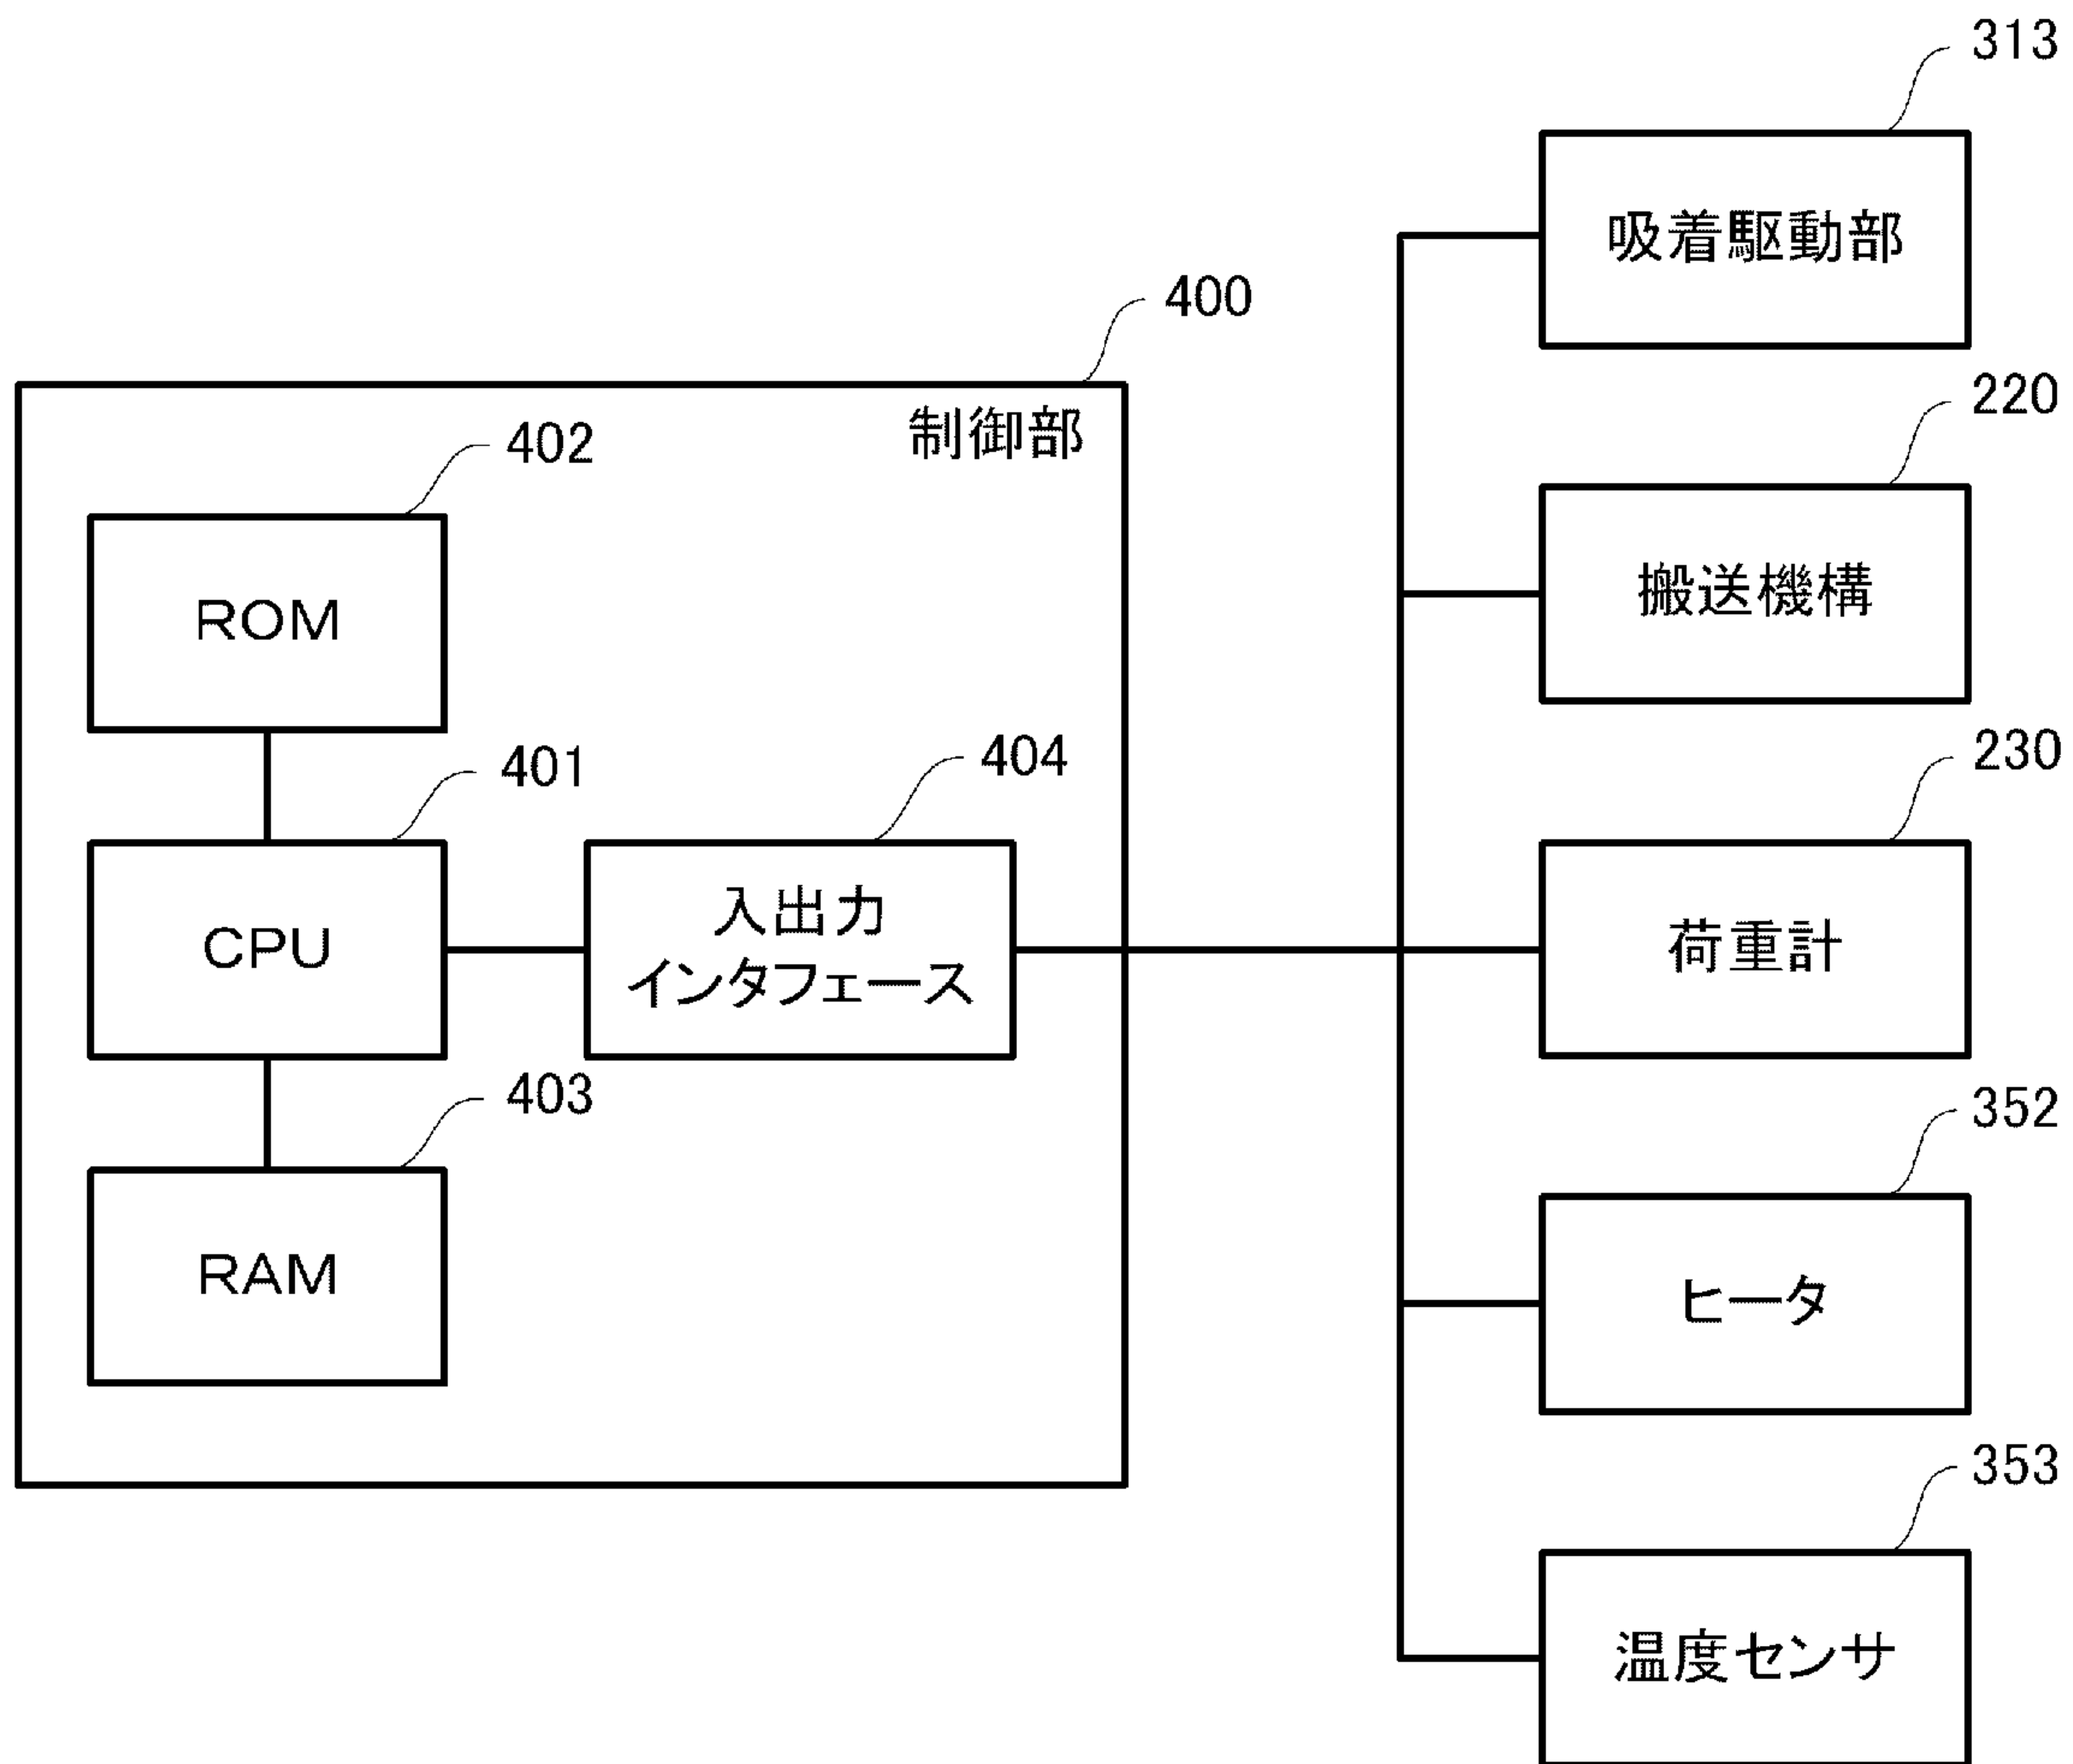 313
吸着駆動部
400
制御部
220
搬送機構
402
ROM
401
CPU
404
入出力
インタフェース
230
荷重計
403
RAM
352
ヒータ
353
温度センサ